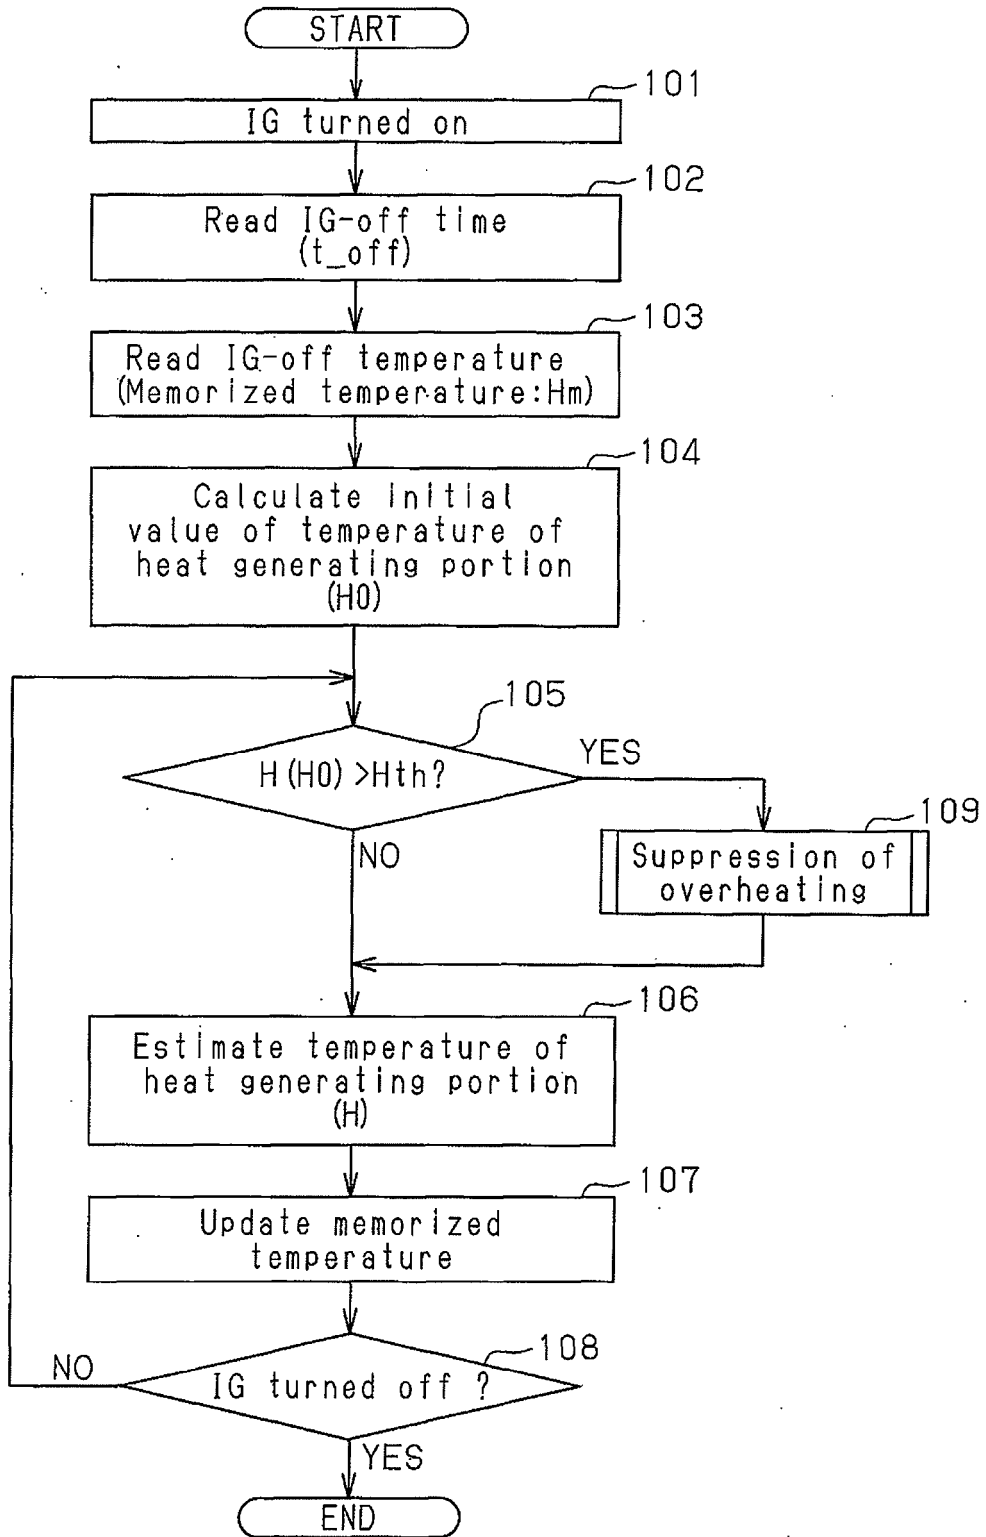 START
101
IG turned on
102
Read IG-off time
(t_off)
103
Read IG-off temperature
(Memorized temperature:Hm)
104
Calculate initial
value of temperature of
heat generating portion
(H0)
105
H(H0)>Hth?
YES
NO
109
Suppression of
overheating
106
Estimate temperature of
heat generating portion
(H)
107
Update memorized
temperature
108
IG turned off ?
NO
YES
END